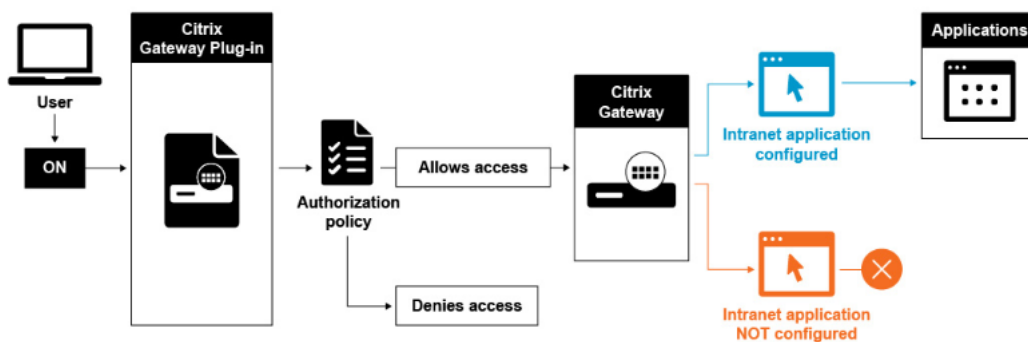 User
ON
Citrix
Gateway Plug-in
Authorization
policy
Allows access
Denies access
Citrix
Gateway
Intranet application
configured
Intranet application
NOT configured
Applications